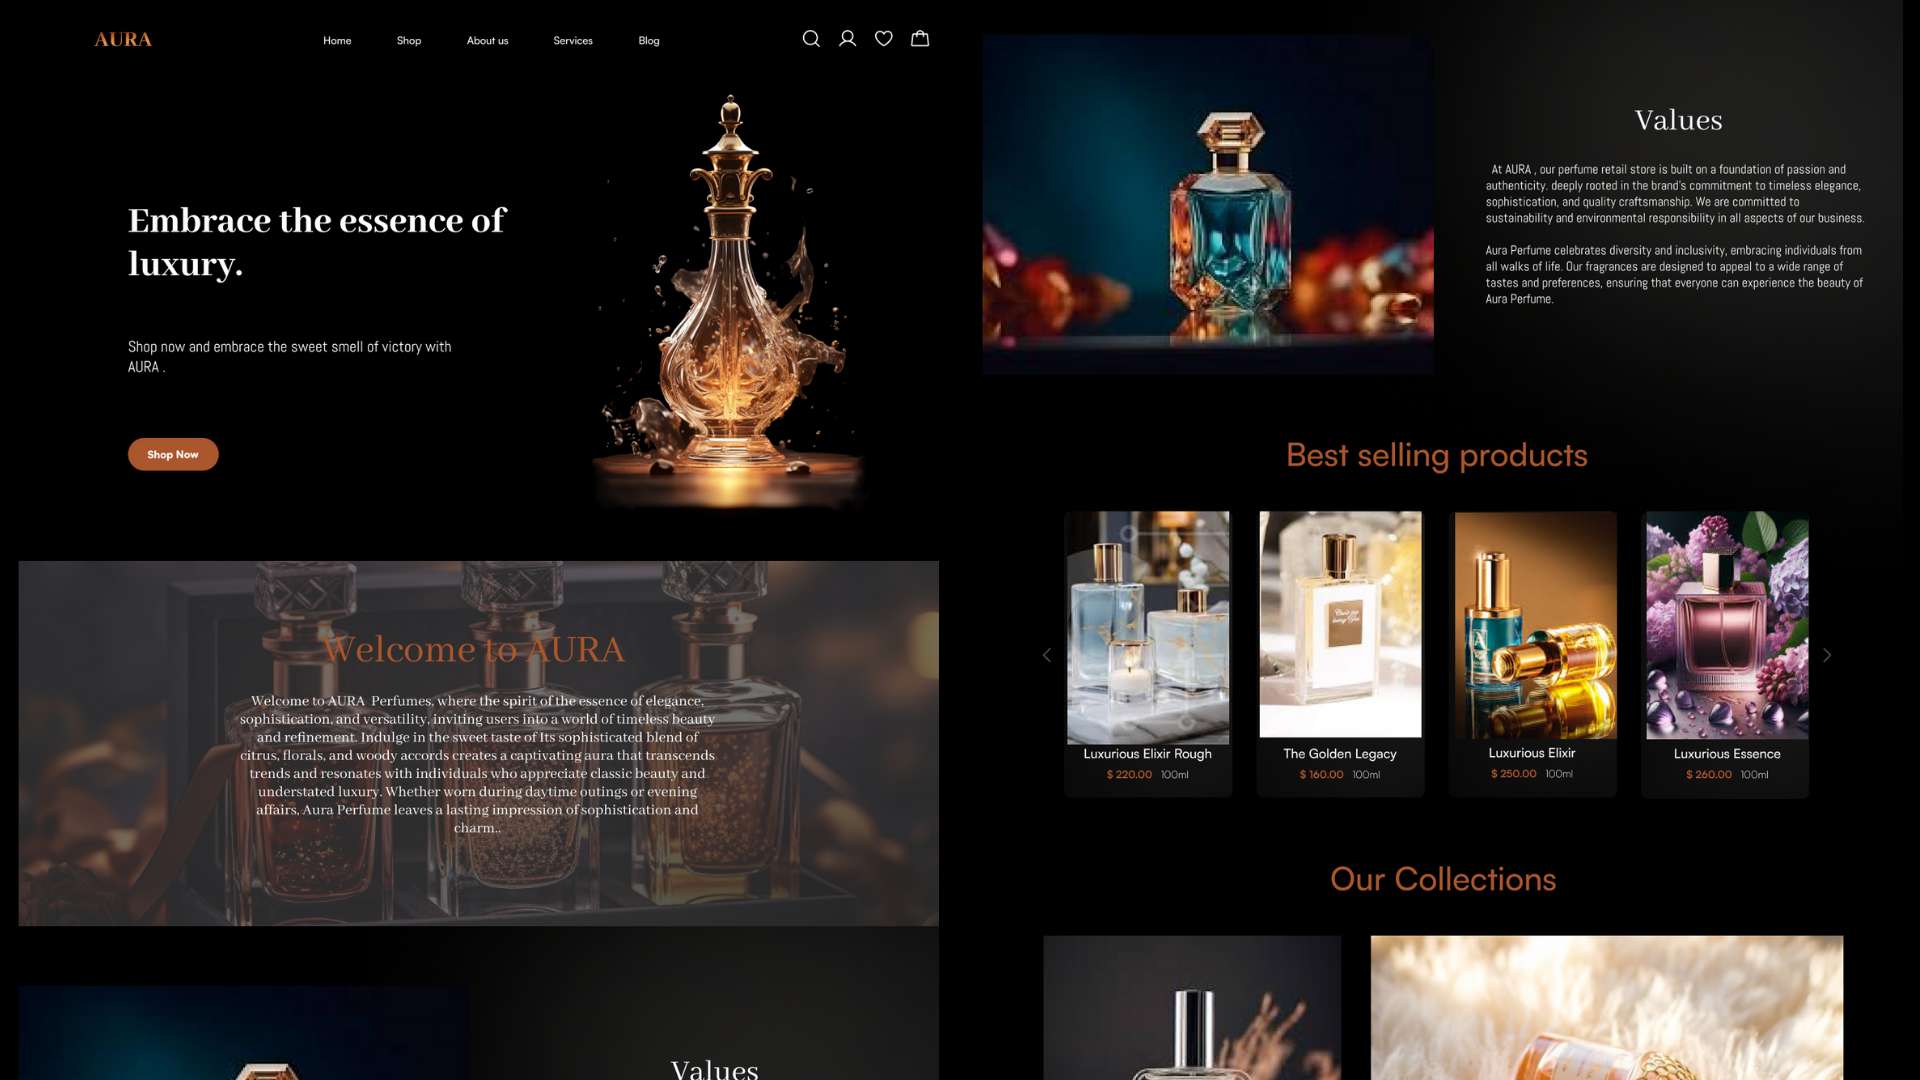 AURA
Home Shop About us Services Blog
Embrace the essence of
luxury.
Shop now and embrace the sweet smell of victory with
AURA .
Shop Now
Welcome to AURA
Welcome to AURA Perfumes, where the spirit of the essence of elegance,
sophistication, and versatility, inviting users into a world of timeless beauty
and refinement. Indulge in the sweet taste of Its sophisticated blend of
citrus, florals, and woody accords creates a captivating aura that transcends
trends and resonates with individuals who appreciate classic beauty and
understated luxury. Whether worn during daytime outings or evening
affairs, Aura Perfume leaves a lasting impression of sophistication and
charm..
Values
Values
At AURA , our perfume retail store is built on a foundation of passion and
authenticity. deeply rooted in the brand's commitment to timeless elegance,
sophistication, and quality craftsmanship. We are committed to
sustainability and environmental responsibility in all aspects of our business.
Aura Perfume celebrates diversity and inclusivity, embracing individuals from
all walks of life. Our fragrances are designed to appeal to a wide range of
tastes and preferences, ensuring that everyone can experience the beauty of
Aura Perfume.
Best selling products
Luxurious Elixir Rough
$ 220.00 100ml
The Golden Legacy
$ 160.00 100ml
Luxurious Elixir
$ 250.00 100ml
Luxurious Essence
$ 260.00 100ml
Our Collections